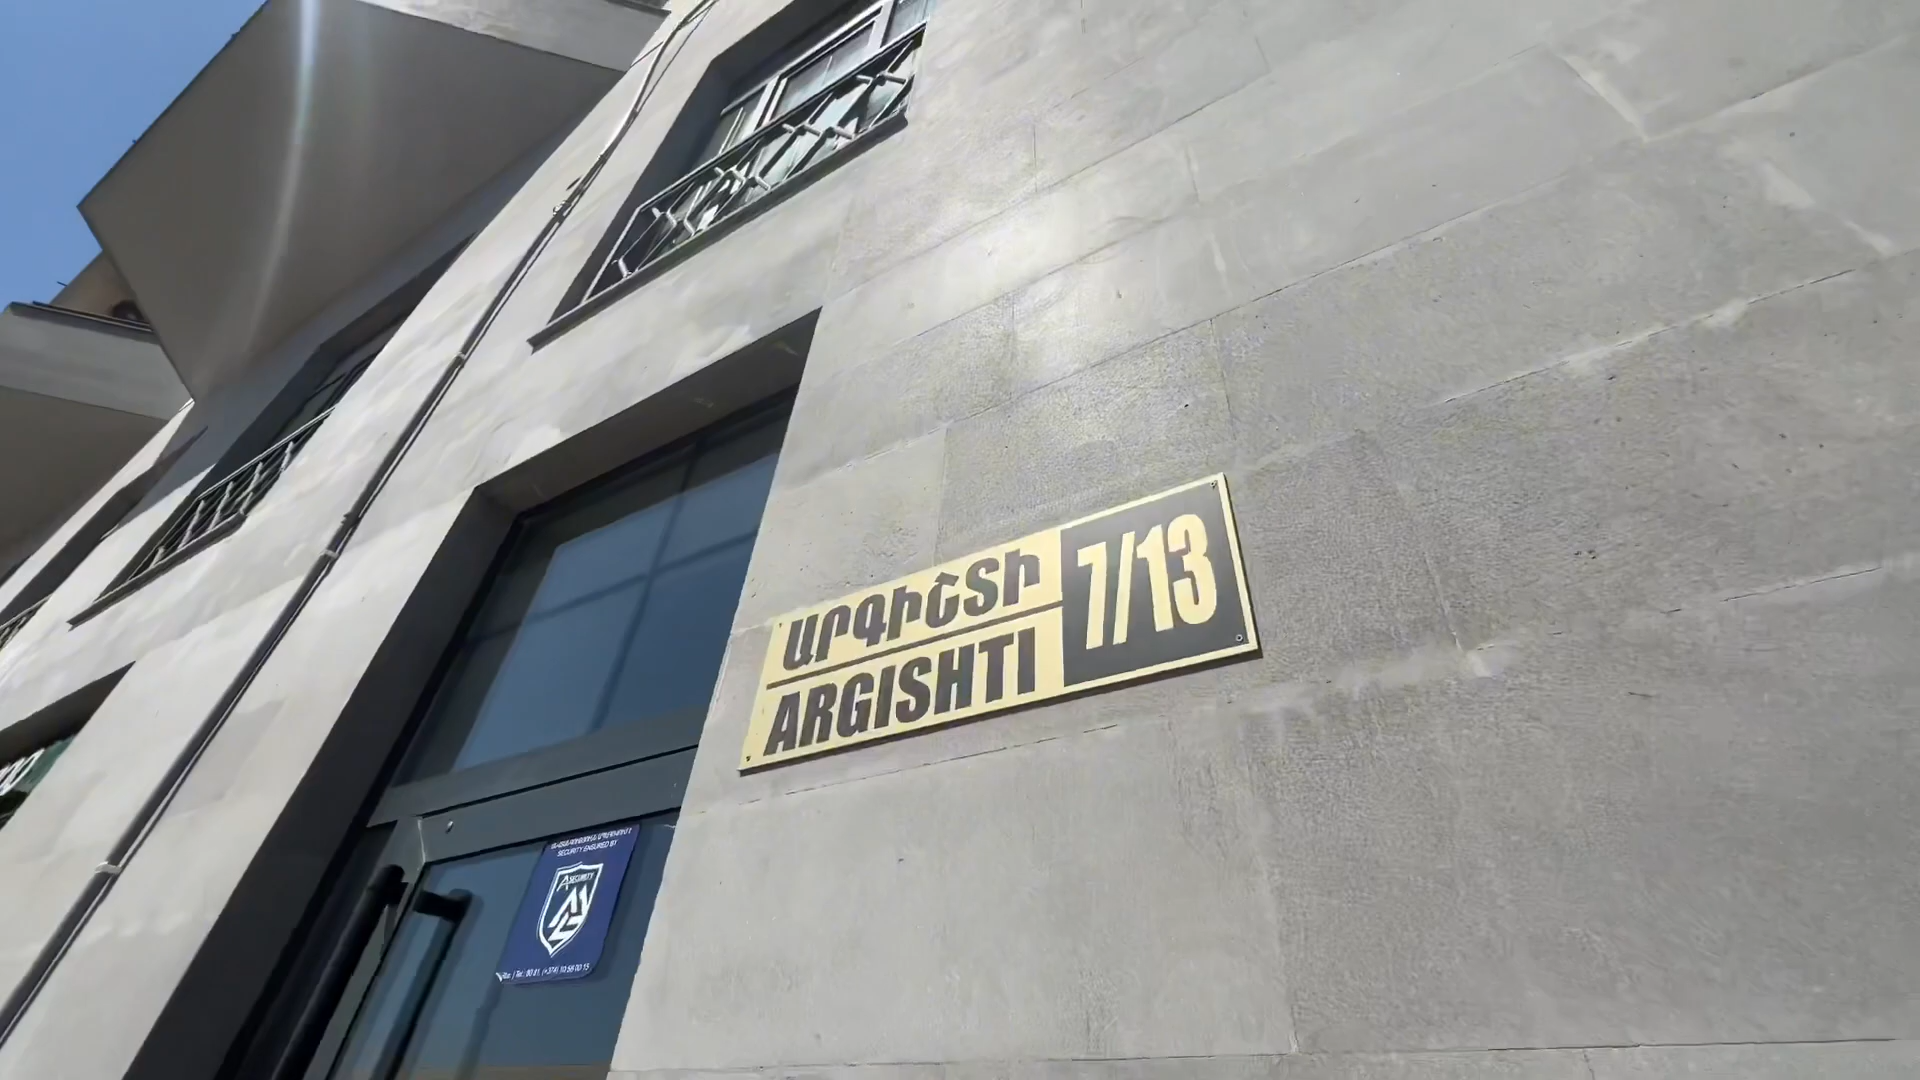 ԱՐԳԻՇՏԻ
ARGISHTI
7/13
SECURITY ENSURED BY
A SECURITY